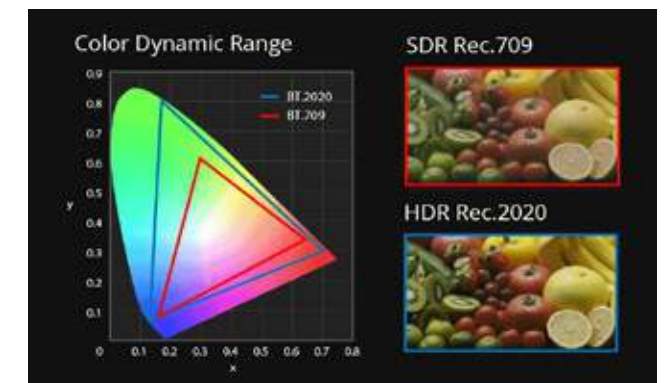 Color Dynamic Range
0.9
0.8
0.7
0.6
0.5
0.4
0.3
0.2
0.1
y
BT.2020
BT.709
0 0.1 0.2 0.3 0.4 0.5 0.6 0.7 0.8
x
SDR Rec.709
HDR Rec.2020